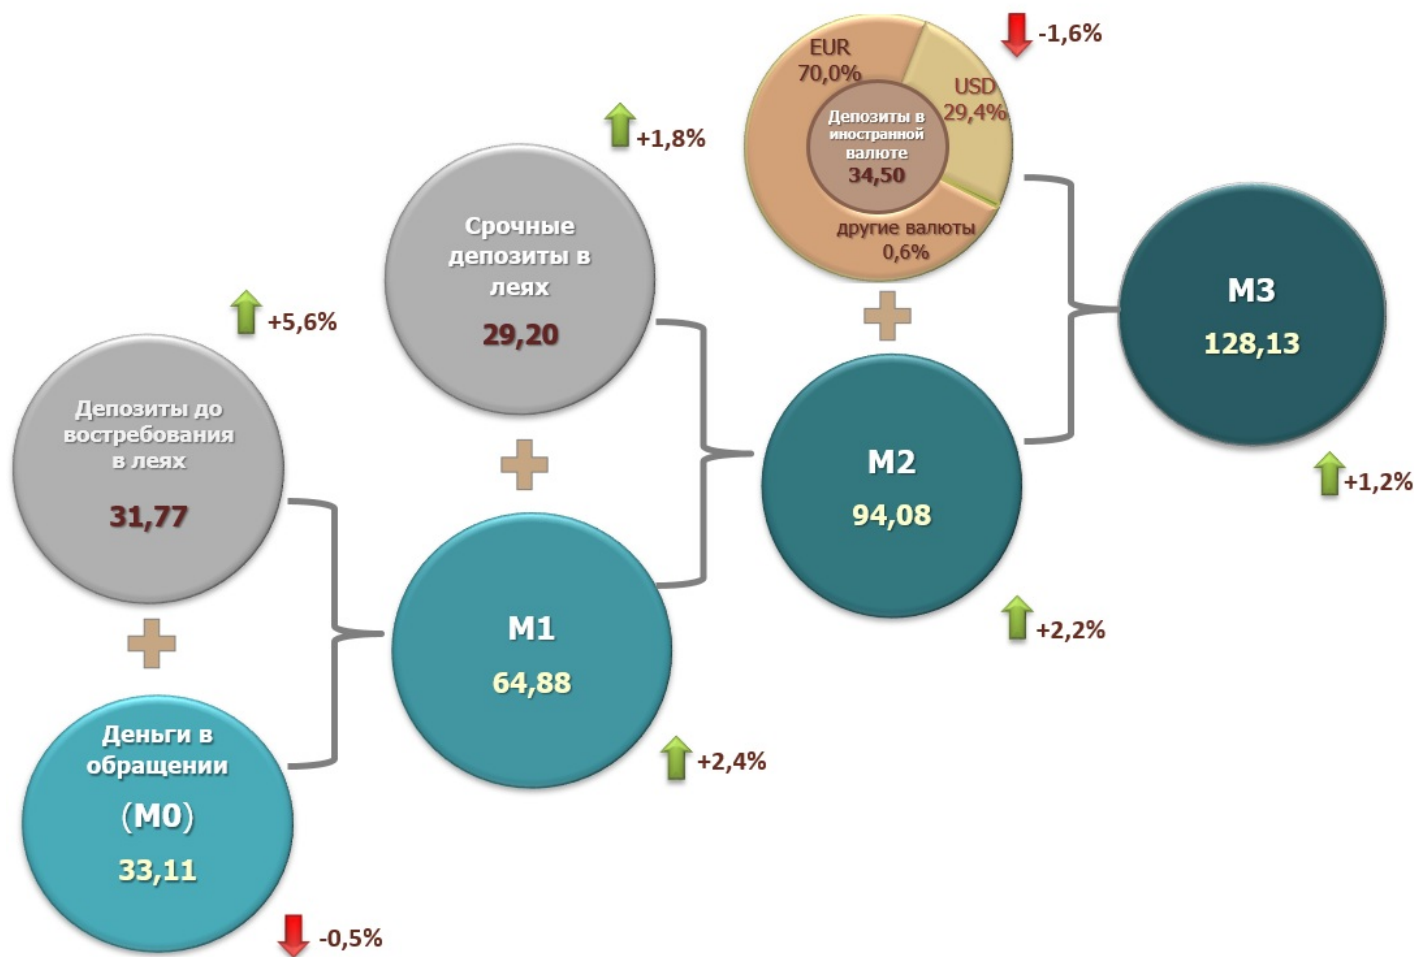 EUR
70,0%
USD
29,4%
Депозиты в
иностранной
валюте
34,50
другие валюты
0,6%
-1,6%
+1,8%
Срочные
депозиты в
леях
29,20
+5,6%
Депозиты до
востребования
в леях
31,77
M3
128,13
+1,2%
M2
94,08
+2,2%
M1
64,88
+2,4%
Деньги в
обращении
(M0)
33,11
-0,5%